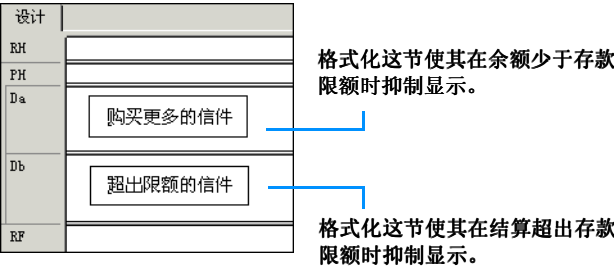 设计
RH
PH
Da
购买更多的信件
格式化这节使其在余额少于存款
限额时抑制显示。
Db
超出限额的信件
格式化这节使其在结算超出存款
限额时抑制显示。
RF